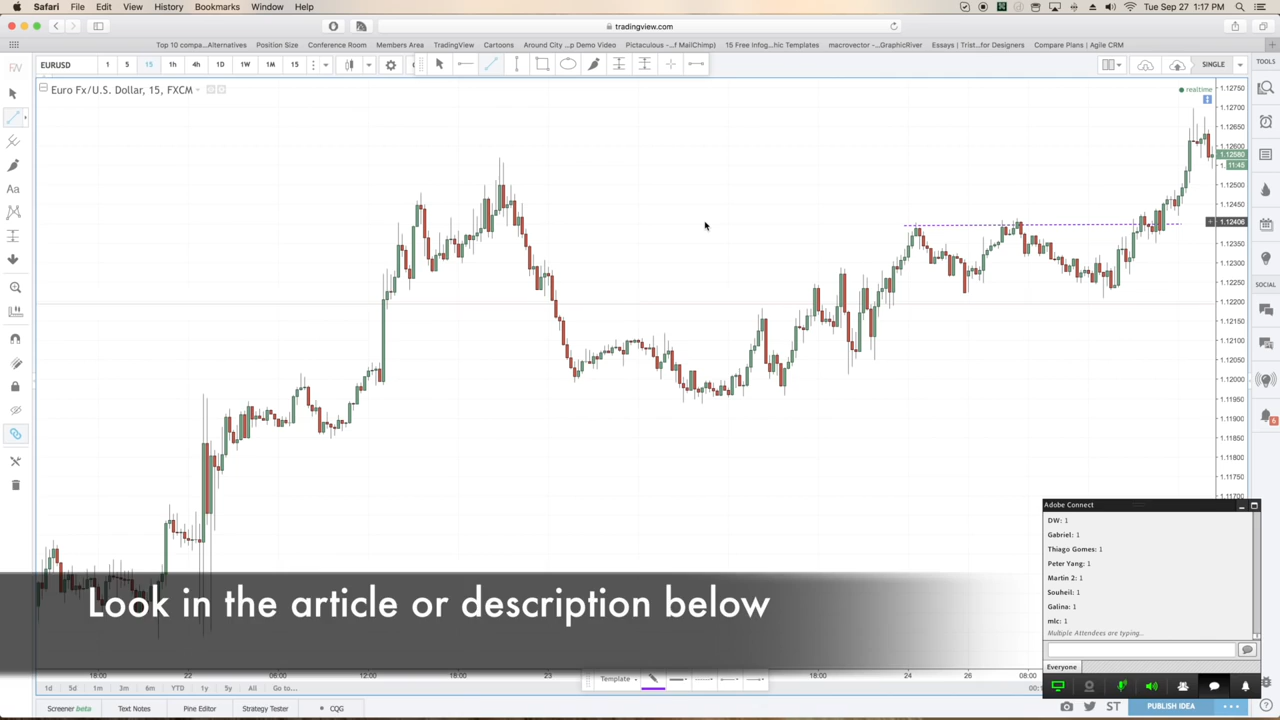 Safari File Edit View History Bookmarks Window Help
Tue Sep 27 1:17 PM
tradingview.com
Top 10 compa...Alternatives Position Size Conference Room Members Area TradingView Cartoons Around City ...p Demo Video Pictaculous ...f MailChimp) 15 Free Infog...hic Templates macrovector ...GraphicRiver Essays | Trist...for Designers Compare Plans | Agile CRM
EURUSD 1 5 15 1h 4h 1D 1W 1M 15
SINGLE
TOOLS
Euro Fx/U.S. Dollar, 15, FXCM
realtime
1.12750
1.12700
1.12650
1.12600
1.12580
11:45
1.12500
1.12450
1.12406
1.12350
1.12300
1.12250
1.12200
1.12150
1.12100
1.12050
1.12000
1.11950
1.11900
1.11850
1.11800
1.11750
1.11700
Aa
SOCIAL
6
Adobe Connect
DW: 1
Gabriel: 1
Thiago Gomes: 1
Peter Yang: 1
Martin 2: 1
Souheil: 1
Galina: 1
mlc: 1
Multiple Attendees are typing...
Everyone
Look in the article or description below
18:00 22 06:00 12:00 18:00 23 18:00 24 26 08:00
Template
1d 5d 1m 3m 6m YTD 1y 5y All Go to...
Screener beta Text Notes Pine Editor Strategy Tester CQG
ST PUBLISH IDEA